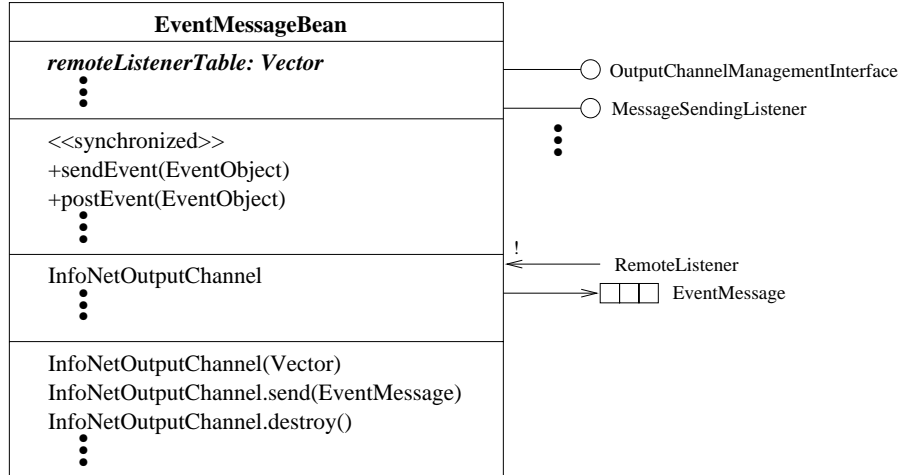 EventMessageBean
remoteListenerTable: Vector
OutputChannelManagementInterface
MessageSendingListener
<<synchronized>>
+sendEvent(EventObject)
+postEvent(EventObject)
!
RemoteListener
InfoNetOutputChannel
EventMessage
InfoNetOutputChannel(Vector)
InfoNetOutputChannel.send(EventMessage)
InfoNetOutputChannel.destroy()